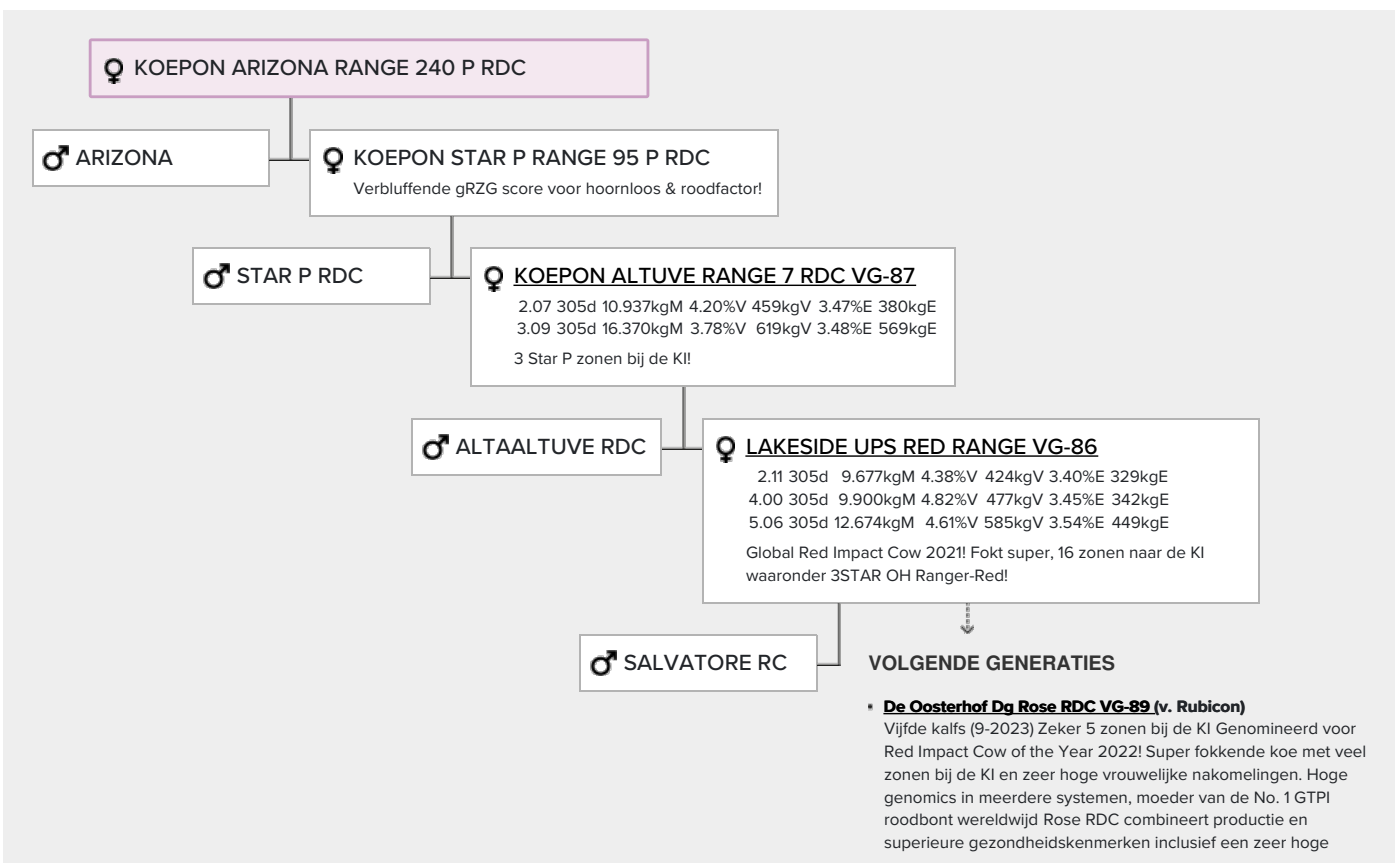 KOEPON ARIZONA RANGE 240 P RDC
ARIZONA
KOEPON STAR P RANGE 95 P RDC
Verbluffende gRZG score voor hoornloos & roodfactor!
STAR P RDC
KOEPON ALTUVE RANGE 7 RDC VG-87
2.07 305d 10.937kgM 4.20%V 459kgV 3.47%E 380kgE
3.09 305d 16.370kgM 3.78%V 619kgV 3.48%E 569kgE
3 Star P zonen bij de KI!
ALTAALTUVE RDC
LAKESIDE UPS RED RANGE VG-86
2.11 305d 9.677kgM 4.38%V 424kgV 3.40%E 329kgE
4.00 305d 9.900kgM 4.82%V 477kgV 3.45%E 342kgE
5.06 305d 12.674kgM 4.61%V 585kgV 3.54%E 449kgE
Global Red Impact Cow 2021! Fokt super, 16 zonen naar de KI
waaronder 3STAR OH Ranger-Red!
SALVATORE RC
VOLGENDE GENERATIES
De Oosterhof Dg Rose RDC VG-89 (v. Rubicon)
Vijfde kalfs (9-2023) Zeker 5 zonen bij de KI Genomineerd voor
Red Impact Cow of the Year 2022! Super fokkende koe met veel
zonen bij de KI en zeer hoge vrouwelijke nakomelingen. Hoge
genomics in meerdere systemen, moeder van de No. 1 GTPI
roodbont wereldwijd Rose RDC combineert productie en
superieure gezondheidskenmerken inclusief een zeer hoge